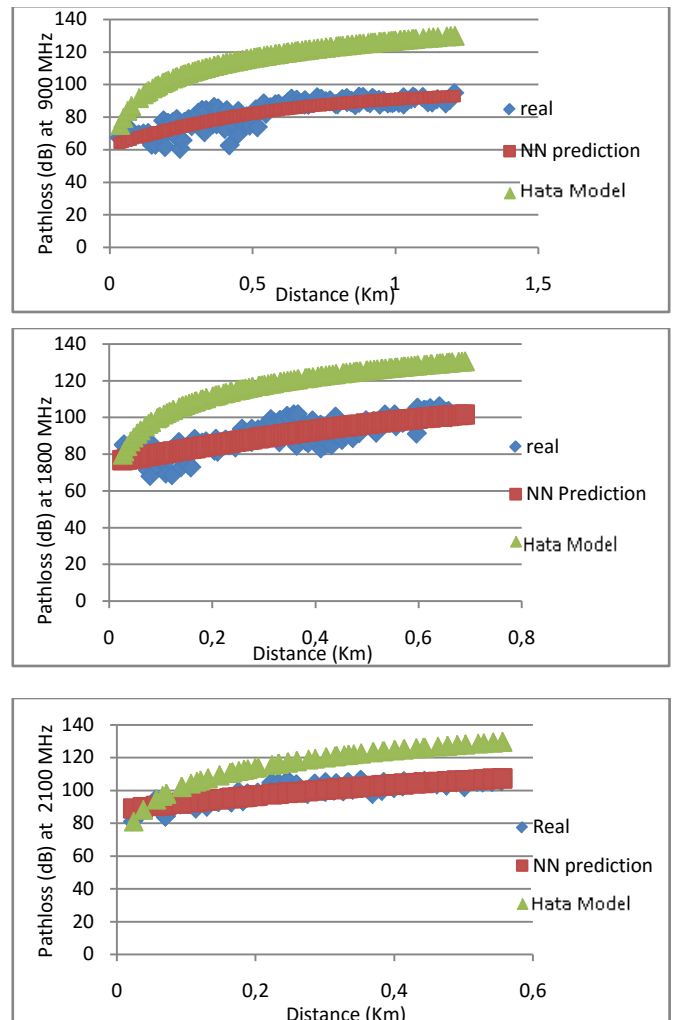 Pathloss (dB) at 900 MHz
140
120
100
80
60
40
20
0
0
0,5
1
1,5
Distance (Km)
real
NN prediction
Hata Model
Pathloss (dB) at 1800 MHz
140
120
100
80
60
40
20
0
0
0,2
0,4
0,6
0,8
Distance (Km)
real
NN Prediction
Hata Model
Pathloss (dB) at 2100 MHz
140
120
100
80
60
40
20
0
0
0,2
0,4
0,6
Distance (Km)
Real
NN prediction
Hata Model